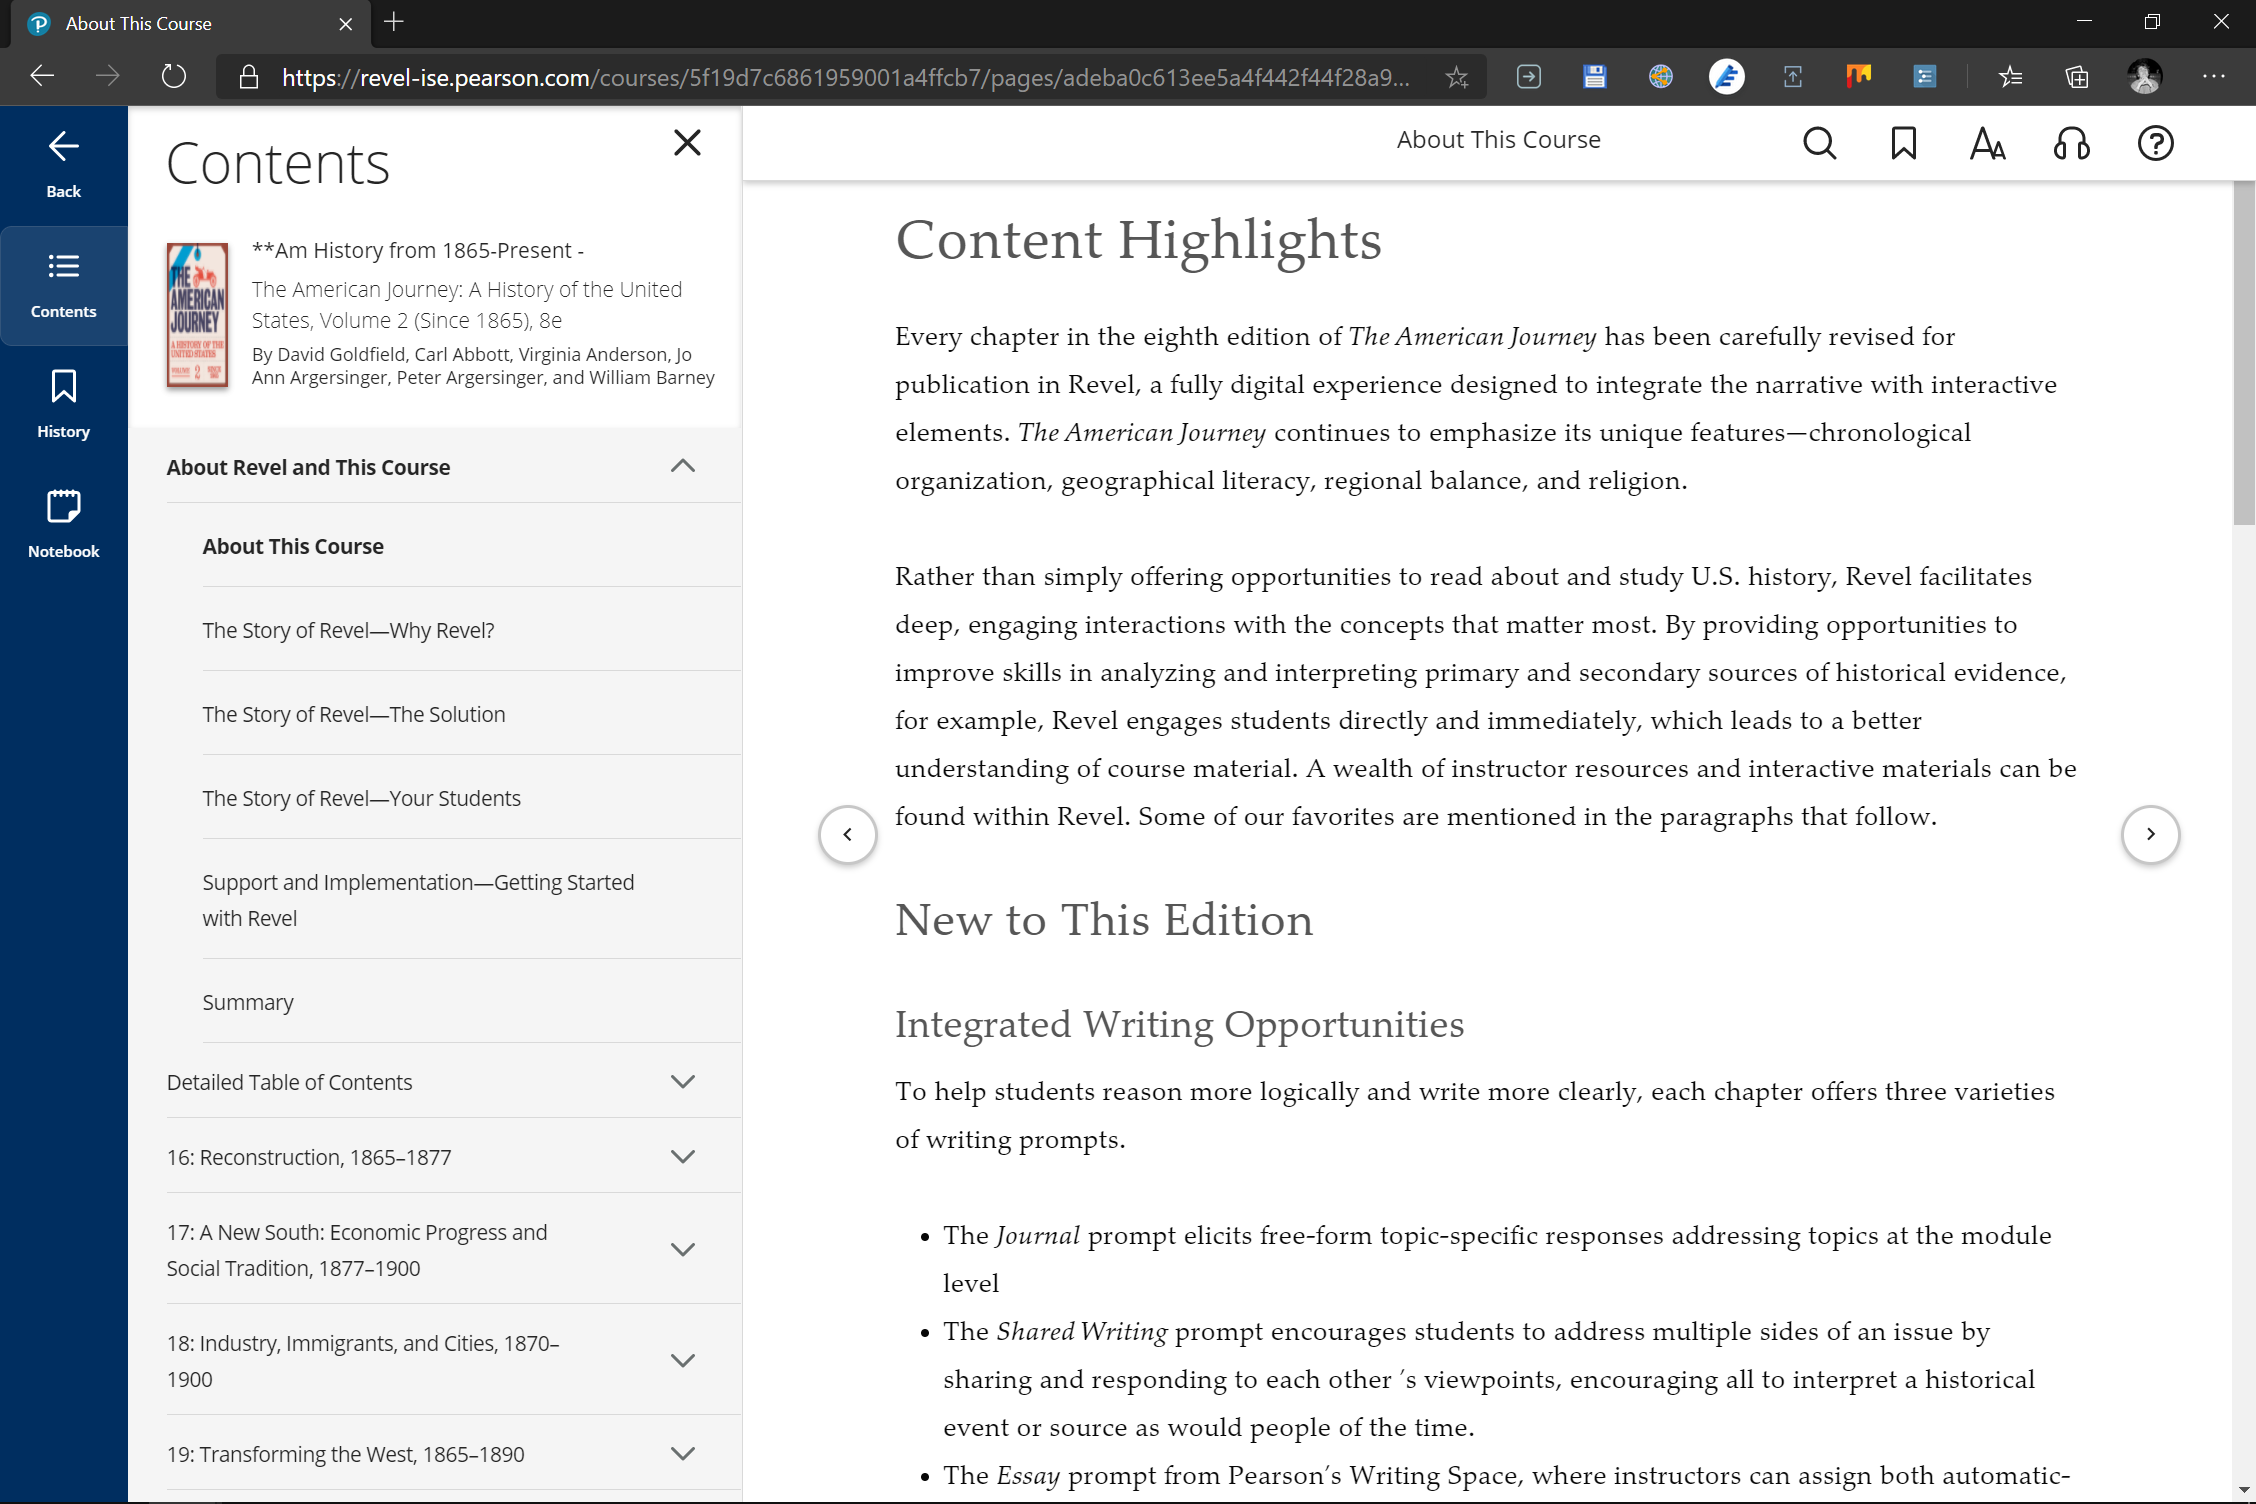 About This Course
https://revel-ise.pearson.com/courses/5f19d7c6861959001a4ffcb7/pages/adeba0c613ee5a4f442f44f28a9...
Back
Contents
History
Notebook
Contents
THE
AMERICAN
JOURNEY
A HISTORY OF THE
UNITED STATES
VOLUME 2 SINCE 1865
**Am History from 1865-Present -
The American Journey: A History of the United
States, Volume 2 (Since 1865), 8e
By David Goldfield, Carl Abbott, Virginia Anderson, Jo
Ann Argersinger, Peter Argersinger, and William Barney
About Revel and This Course
About This Course
The Story of Revel—Why Revel?
The Story of Revel—The Solution
The Story of Revel—Your Students
Support and Implementation—Getting Started
with Revel
Summary
Detailed Table of Contents
16: Reconstruction, 1865–1877
17: A New South: Economic Progress and
Social Tradition, 1877–1900
18: Industry, Immigrants, and Cities, 1870–
1900
19: Transforming the West, 1865–1890
About This Course
Content Highlights
Every chapter in the eighth edition of The American Journey has been carefully revised for
publication in Revel, a fully digital experience designed to integrate the narrative with interactive
elements. The American Journey continues to emphasize its unique features—chronological
organization, geographical literacy, regional balance, and religion.
Rather than simply offering opportunities to read about and study U.S. history, Revel facilitates
deep, engaging interactions with the concepts that matter most. By providing opportunities to
improve skills in analyzing and interpreting primary and secondary sources of historical evidence,
for example, Revel engages students directly and immediately, which leads to a better
understanding of course material. A wealth of instructor resources and interactive materials can be
found within Revel. Some of our favorites are mentioned in the paragraphs that follow.
New to This Edition
Integrated Writing Opportunities
To help students reason more logically and write more clearly, each chapter offers three varieties
of writing prompts.
• The Journal prompt elicits free-form topic-specific responses addressing topics at the module
level
• The Shared Writing prompt encourages students to address multiple sides of an issue by
sharing and responding to each other ’s viewpoints, encouraging all to interpret a historical
event or source as would people of the time.
• The Essay prompt from Pearson’s Writing Space, where instructors can assign both automatic-